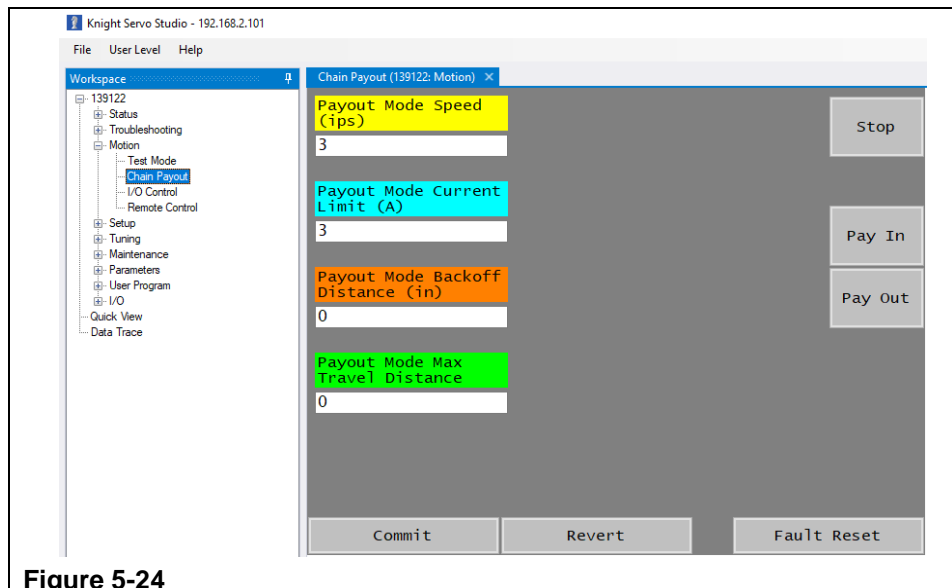 Knight Servo Studio - 192.168.2.101
File User Level Help
Workspace
139122
Status
Troubleshooting
Motion
Test Mode
Chain Payout
I/O Control
Remote Control
Setup
Tuning
Maintenance
Parameters
User Program
I/O
Quick View
Data Trace
Chain Payout (139122: Motion)
Payout Mode Speed
(ips)
3
Payout Mode Current
Limit (A)
3
Payout Mode Backoff
Distance (in)
0
Payout Mode Max
Travel Distance
0
Stop
Pay In
Pay Out
Commit Revert Fault Reset
Figure 5-24